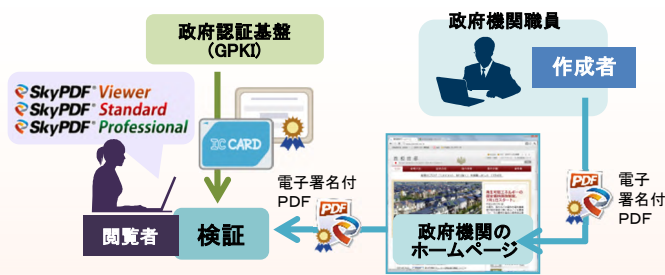 政府認証基盤
(GPKI)
政府機関職員
作成者
SkyPDF® Viewer
SkyPDF® Standard
SkyPDF® Professional
IC CARD
電子署名付
PDF
PDF
閲覧者
検証
政府機関の
ホームページ
PDF
電子
署名付
PDF